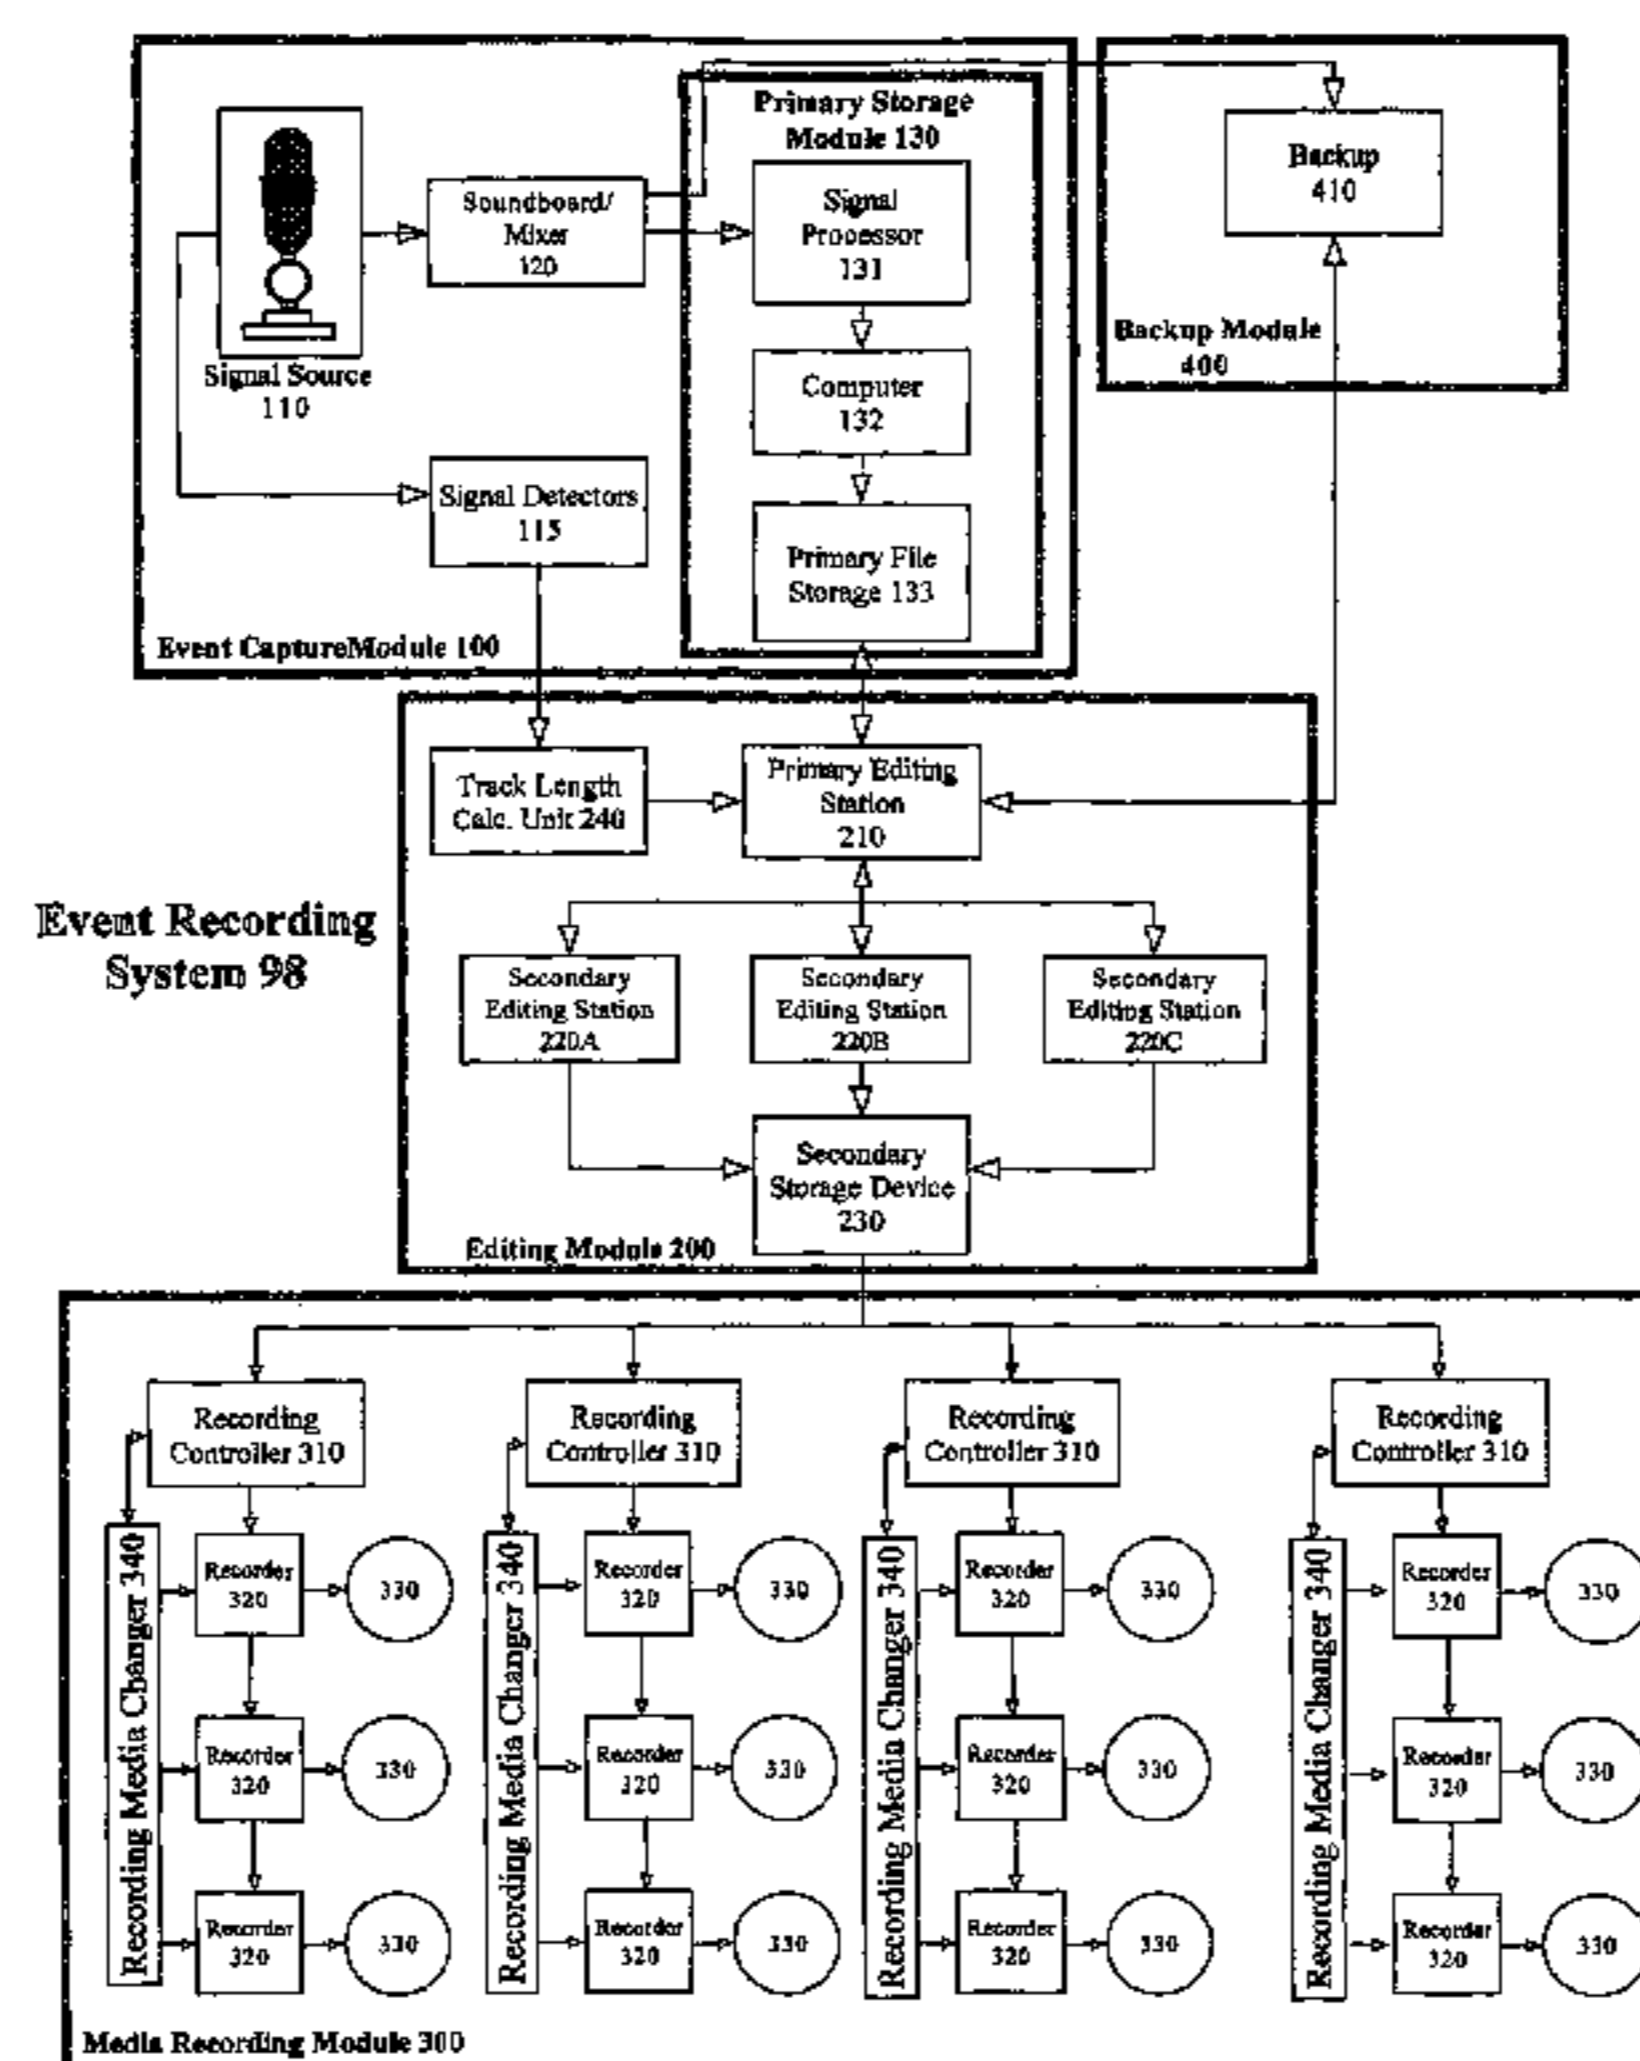 Primary Storage
Module 130
Backup
410
Soundboard/
Mixer
120
Signal
Processor
131
Backup Module
400
Signal Source
110
Computer
132
Signal Detectors
115
Primary File
Storage 133
Event CaptureModule 100
Track Length
Calc. Unit 240
Primary Editing
Station
210
Event Recording
System 98
Secondary
Editing Station
220A
Secondary
Editing Station
220B
Secondary
Editing Station
220C
Secondary
Storage Device
230
Editing Module 200
Recording
Controller 310
Recording
Controller 310
Recording
Controller 310
Recording
Controller 310
Recording Media Changer 340
Recorder
320
330
Recorder
320
330
Recorder
320
330
Recording Media Changer 340
Recorder
320
330
Recorder
320
330
Recorder
320
330
Recording Media Changer 340
Recorder
320
330
Recorder
320
330
Recorder
320
330
Recording Media Changer 340
Recorder
320
330
Recorder
320
330
Recorder
320
330
Media Recording Module 300